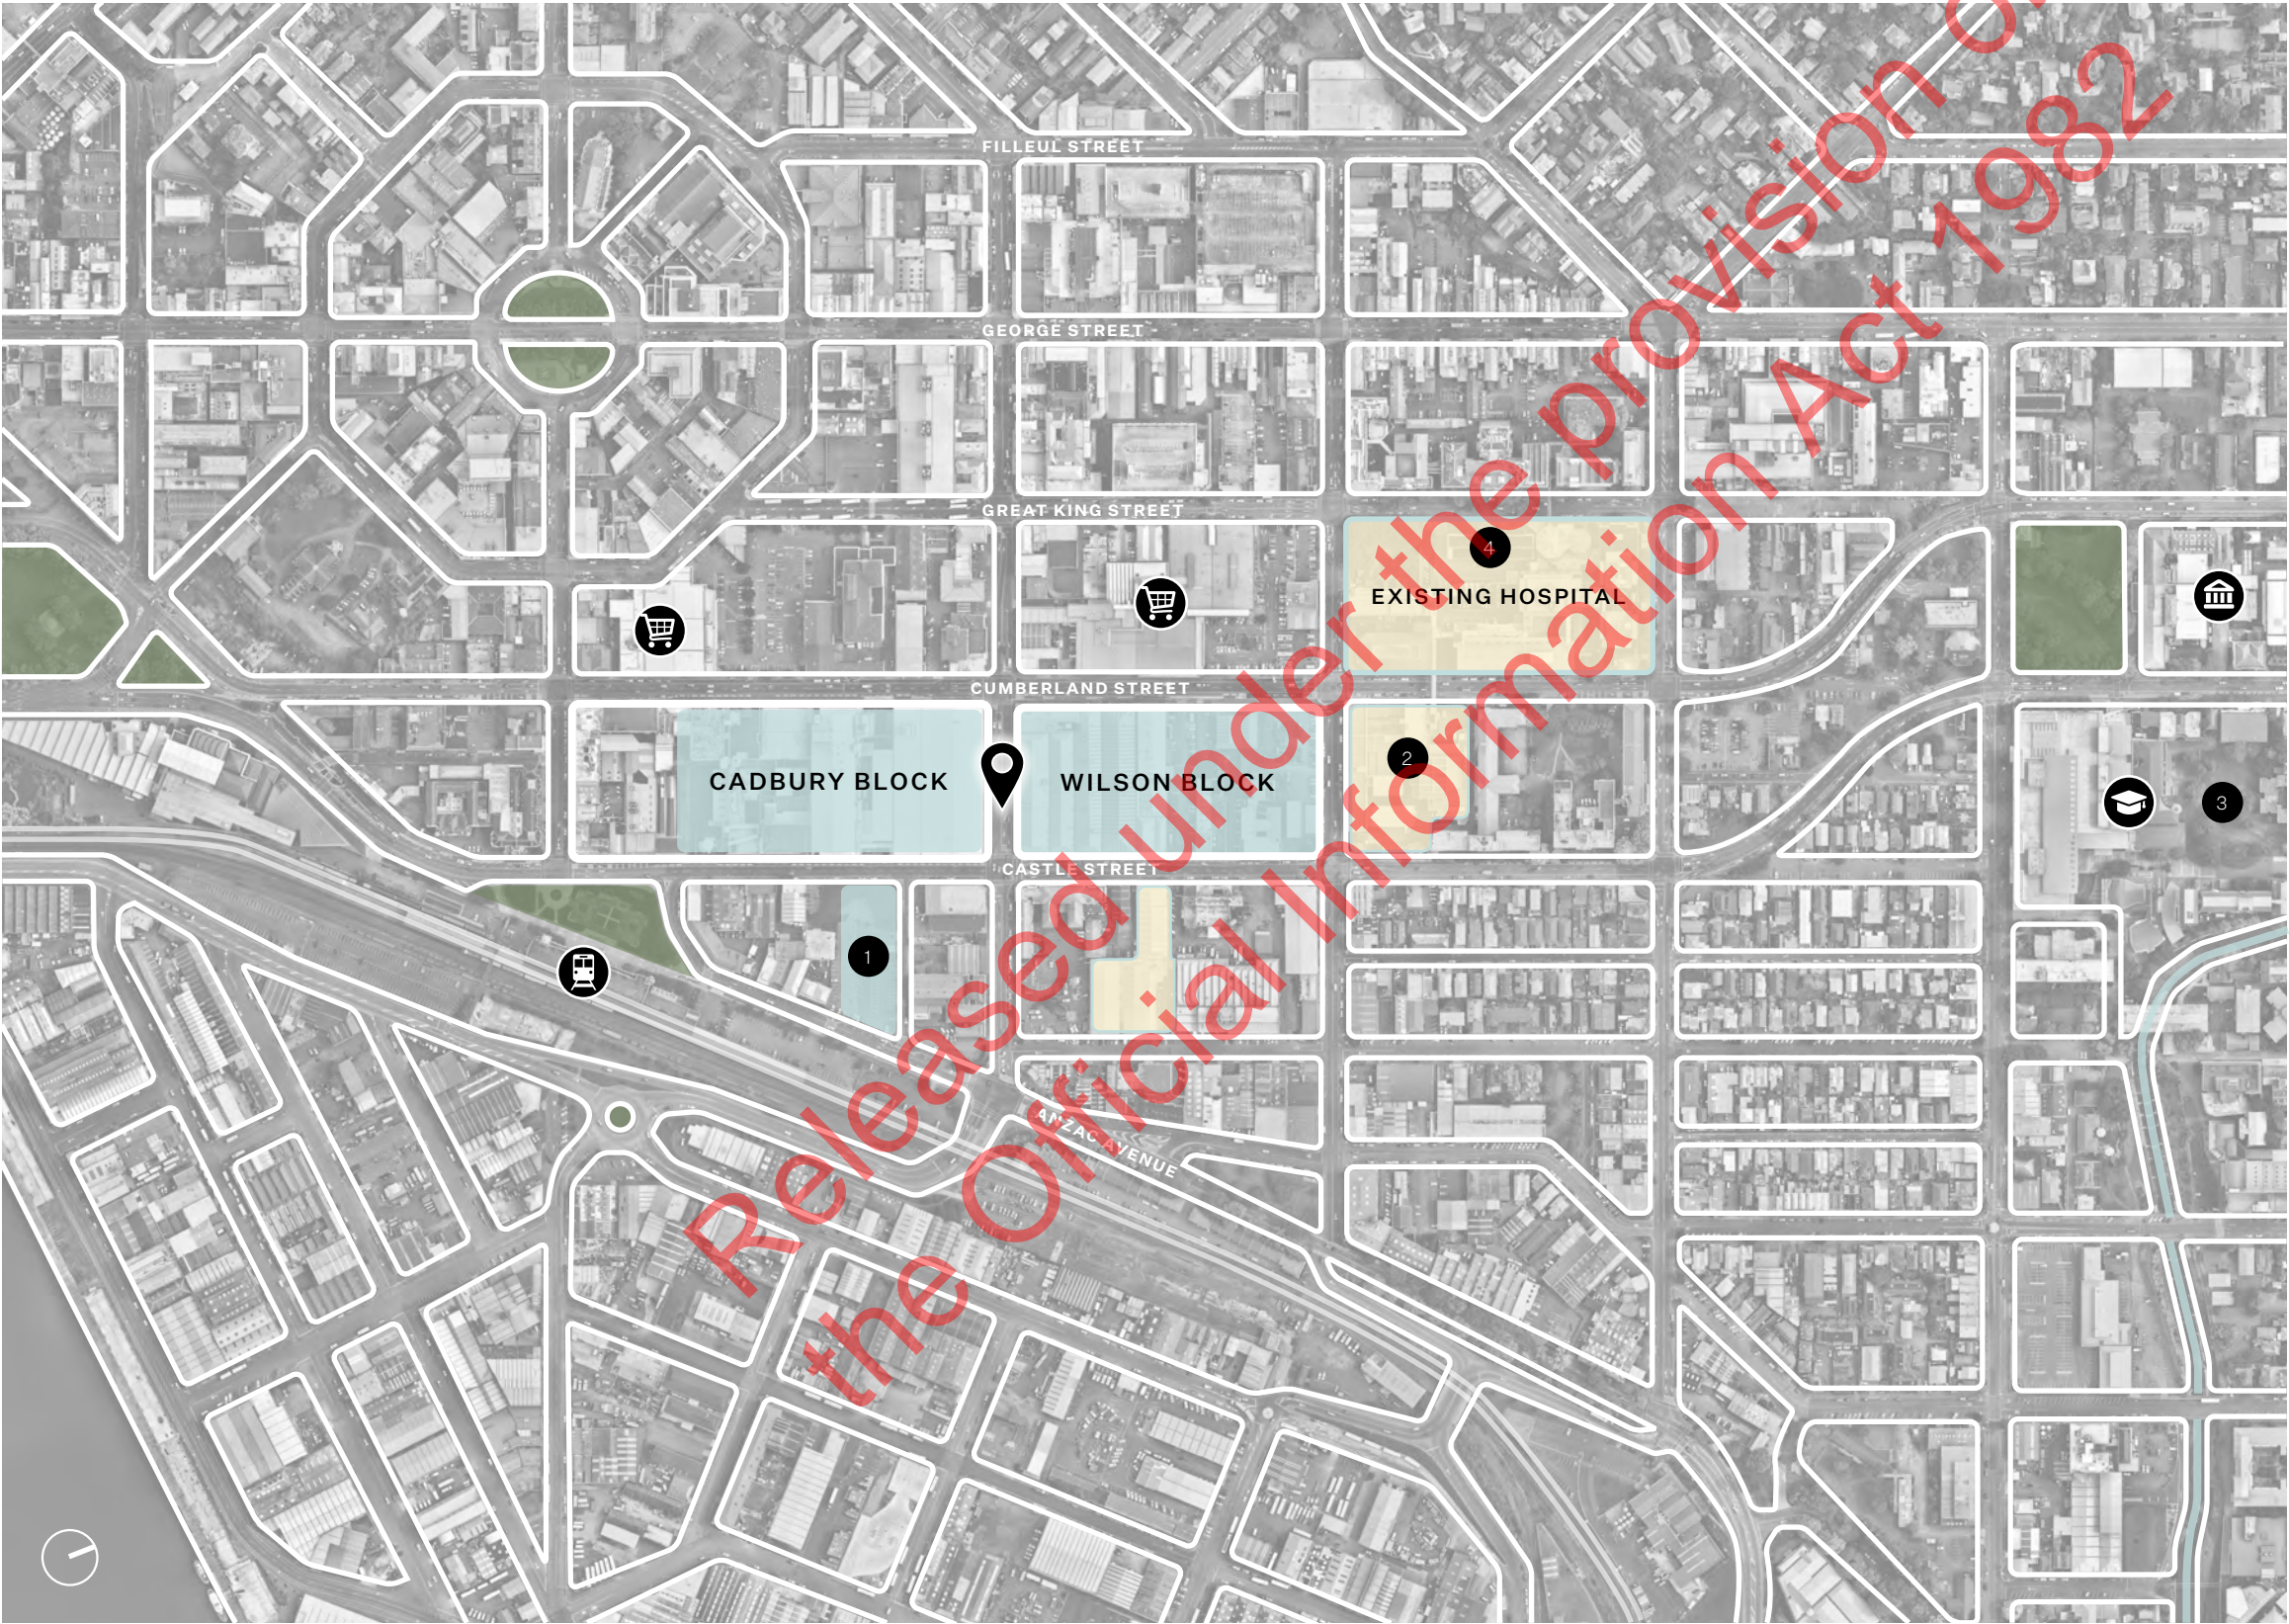 FILLEUL STREET
GEORGE STREET
GREAT KING STREET
4
EXISTING HOSPITAL
CUMBERLAND STREET
CADBURY BLOCK
WILSON BLOCK
2
3
CASTLE STREET
1
ANZAC AVENUE
Released under the provision of
the Official Information Act 1982